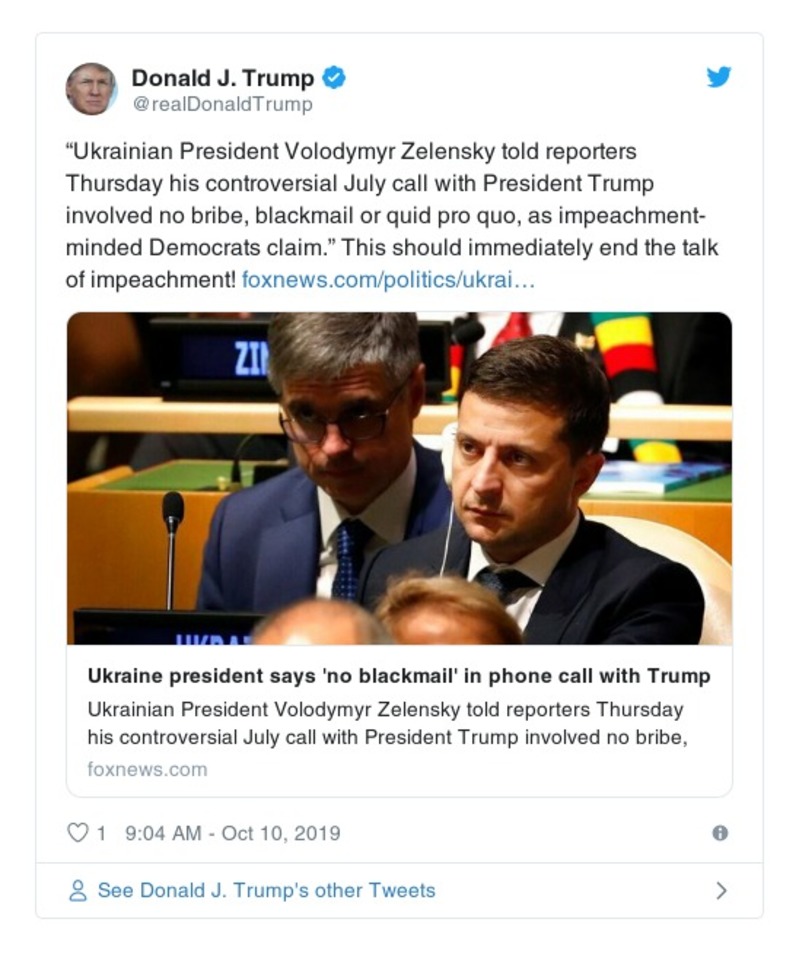 Donald J. Trump
@realDonaldTrump
“Ukrainian President Volodymyr Zelensky told reporters
Thursday his controversial July call with President Trump
involved no bribe, blackmail or quid pro quo, as impeachment-
minded Democrats claim.” This should immediately end the talk
of impeachment! foxnews.com/politics/ukrai…
ZI
UKRA
Ukraine president says 'no blackmail' in phone call with Trump
Ukrainian President Volodymyr Zelensky told reporters Thursday
his controversial July call with President Trump involved no bribe,
foxnews.com
1 9:04 AM - Oct 10, 2019
See Donald J. Trump's other Tweets